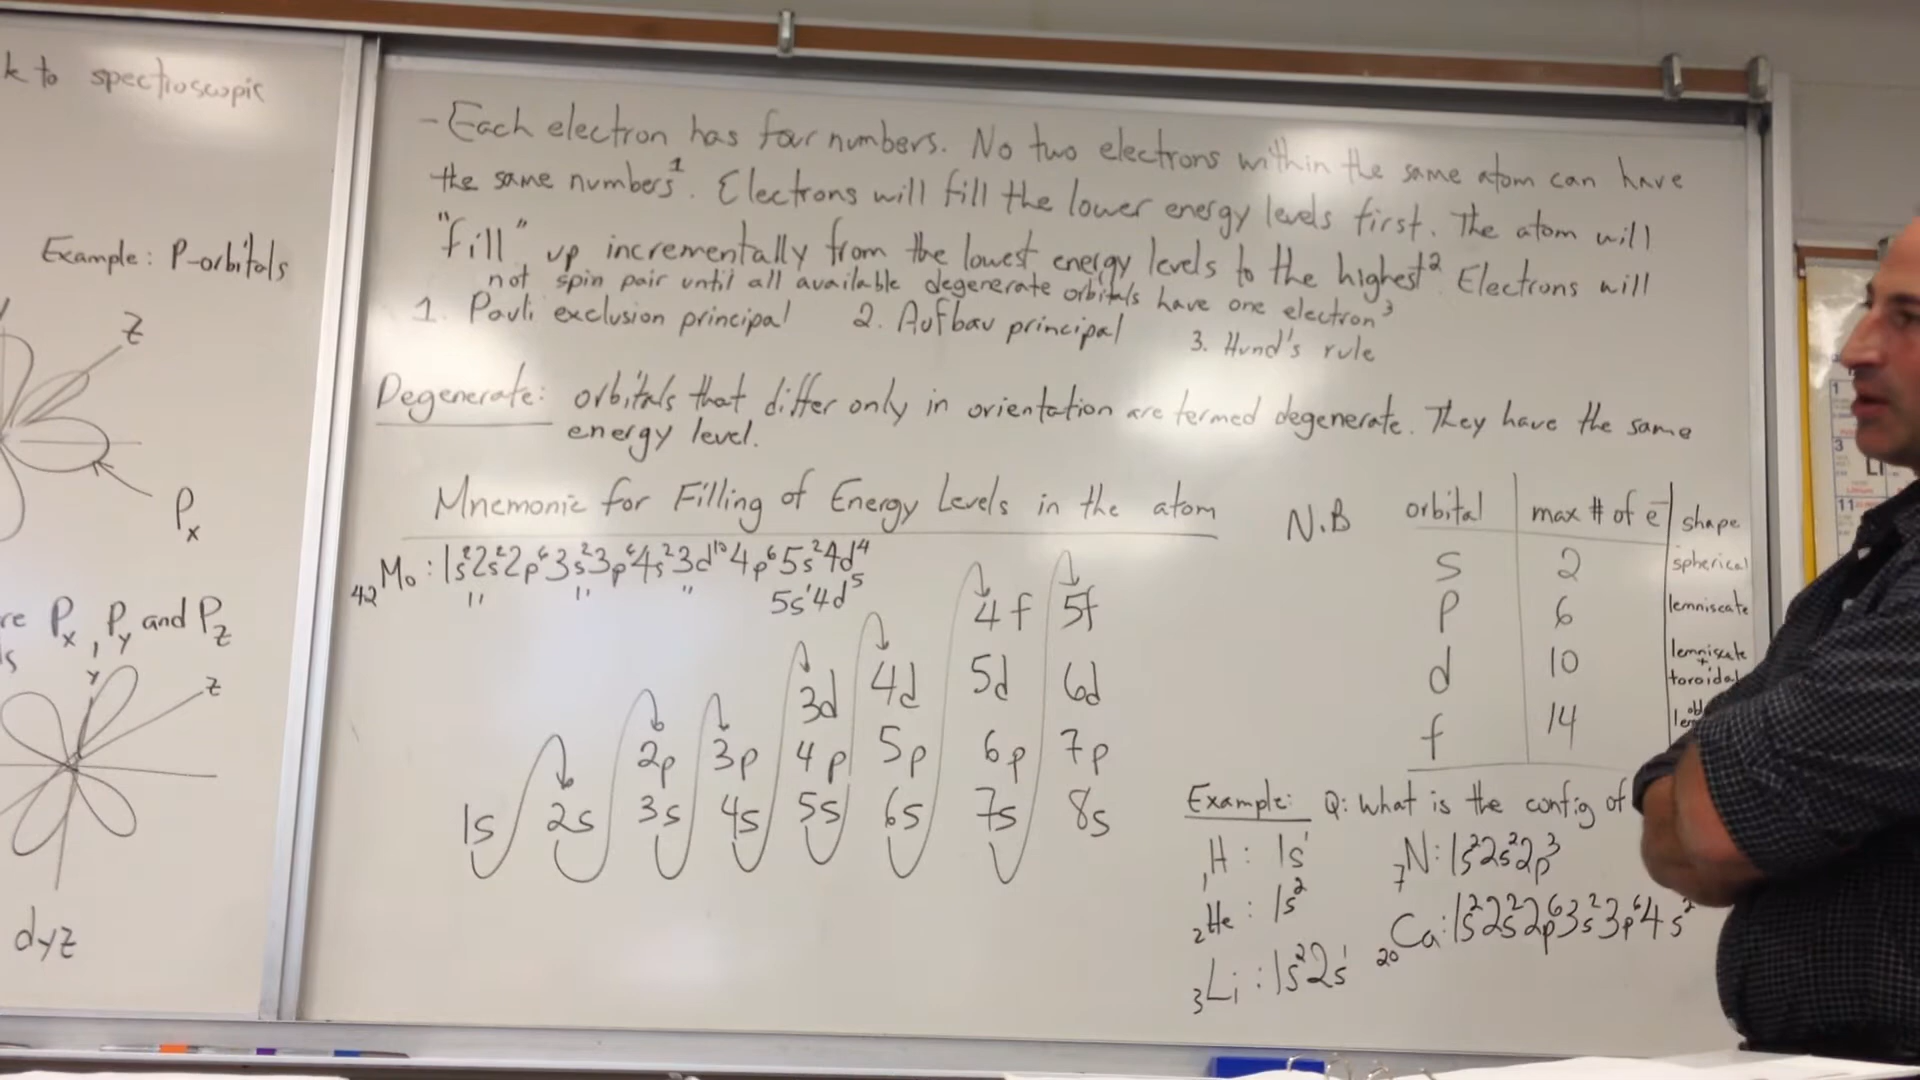 k to spectroscopic
Example: P-orbitals
Z
Px
Px, Py and Pz
y
z
dyz
- Each electron has four numbers. No two electrons within the same atom can have
the same numbers¹. Electrons will fill the lower energy levels first. The atom will
"fill" up incrementally from the lowest energy levels to the highest² Electrons will
not spin pair until all available degenerate orbitals have one electron³
1. Pauli exclusion principal 2. Aufbau principal 3. Hund's rule
Degenerate: orbitals that differ only in orientation are termed degenerate. They have the same
energy level.
Mnemonic for Filling of Energy Levels in the atom
₄₂Mo: 1s²2s²2p⁶3s²3p⁶4s²3d¹⁰4p⁶5s²4d⁴
" " " 5s¹4d⁵
4f 5f
3d 4d 5d 6d
2p 3p 4p 5p 6p 7p
1s 2s 3s 4s 5s 6s 7s 8s
N.B orbital max # of e⁻ shape
s 2 spherical
p 6 lemniscate
d 10 lemniscate + toroidal
f 14
Example: Q: What is the config of
₁H: 1s¹
₂He: 1s²
₃Li: 1s²2s¹
₇N: 1s²2s²2p³
₂₀Ca: 1s²2s²2p⁶3s²3p⁶4s²
1
3
Li
11